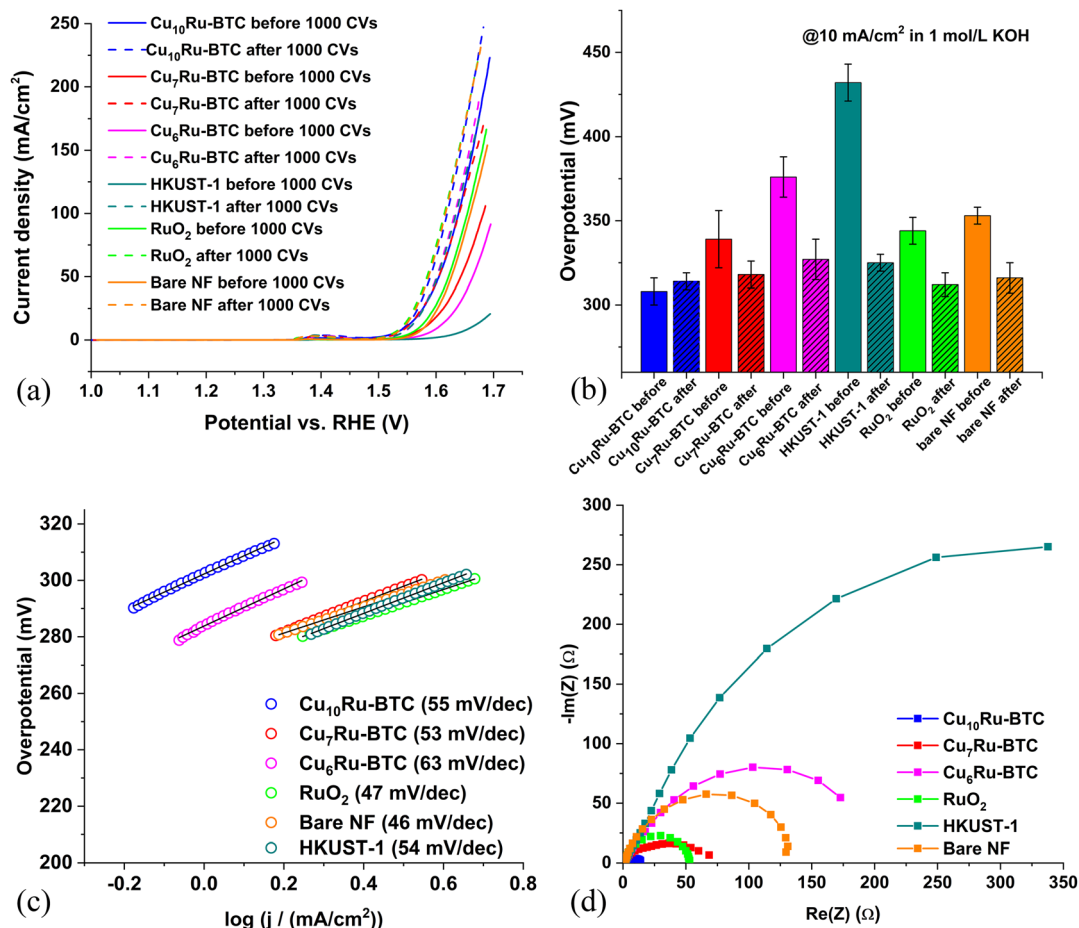 250
200
150
100
50
0
Current density (mA/cm²)
Cu₁₀Ru-BTC before 1000 CVs
Cu₁₀Ru-BTC after 1000 CVs
Cu₇Ru-BTC before 1000 CVs
Cu₇Ru-BTC after 1000 CVs
Cu₆Ru-BTC before 1000 CVs
Cu₆Ru-BTC after 1000 CVs
HKUST-1 before 1000 CVs
HKUST-1 after 1000 CVs
RuO₂ before 1000 CVs
RuO₂ after 1000 CVs
Bare NF before 1000 CVs
Bare NF after 1000 CVs
1.0 1.1 1.2 1.3 1.4 1.5 1.6 1.7
Potential vs. RHE (V)
(a)
@10 mA/cm² in 1 mol/L KOH
450
400
350
300
Overpotential (mV)
Cu₁₀Ru-BTC before
Cu₁₀Ru-BTC after
Cu₇Ru-BTC before
Cu₇Ru-BTC after
Cu₆Ru-BTC before
Cu₆Ru-BTC after
HKUST-1 before
HKUST-1 after
RuO₂ before
RuO₂ after
bare NF before
bare NF after
(b)
320
300
280
260
240
220
200
Overpotential (mV)
Cu₁₀Ru-BTC (55 mV/dec)
Cu₇Ru-BTC (53 mV/dec)
Cu₆Ru-BTC (63 mV/dec)
RuO₂ (47 mV/dec)
Bare NF (46 mV/dec)
HKUST-1 (54 mV/dec)
-0.2 0.0 0.2 0.4 0.6 0.8
log (j / (mA/cm²))
(c)
300
250
200
150
100
50
0
-Im(Z) (Ω)
Cu₁₀Ru-BTC
Cu₇Ru-BTC
Cu₆Ru-BTC
RuO₂
HKUST-1
Bare NF
0 50 100 150 200 250 300 350
Re(Z) (Ω)
(d)